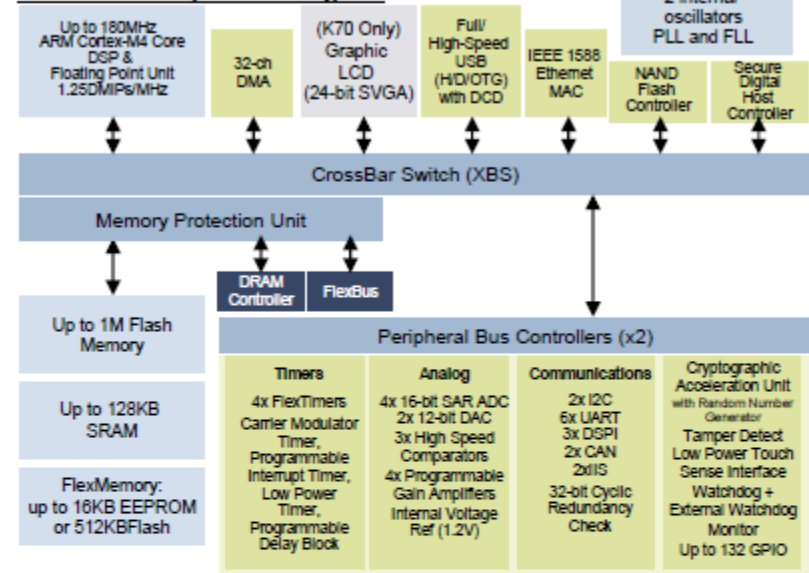 Up to 180MHz
ARM Cortex-M4 Core
DSP &
Floating Point Unit
1.25DMIPs/MHz
32-ch
DMA
(K70 Only)
Graphic
LCD
(24-bit SVGA)
Full/
High-Speed
USB
(H/D/OTG)
with DCD
IEEE 1588
Ethernet
MAC
oscillators
PLL and FLL
NAND
Flash
Controller
Secure
Digital
Host
Controller
CrossBar Switch (XBS)
Memory Protection Unit
DRAM
Controller
FlexBus
Up to 1M Flash
Memory
Up to 128KB
SRAM
FlexMemory:
up to 16KB EEPROM
or 512KBFlash
Peripheral Bus Controllers (x2)
Timers
4x FlexTimers
Carrier Modulator
Timer,
Programmable
Interrupt Timer,
Low Power
Timer,
Programmable
Delay Block
Analog
4x 16-bit SAR ADC
2x 12-bit DAC
3x High Speed
Comparators
4x Programmable
Gain Amplifiers
Internal Voltage
Ref (1.2V)
Communications
2x I2C
6x UART
3x DSPI
2x CAN
2xIIS
32-bit Cyclic
Redundancy
Check
Cryptographic
Acceleration Unit
with Random Number
Generator
Tamper Detect
Low Power Touch
Sense Interface
Watchdog +
External Watchdog
Monitor
Up to 132 GPIO